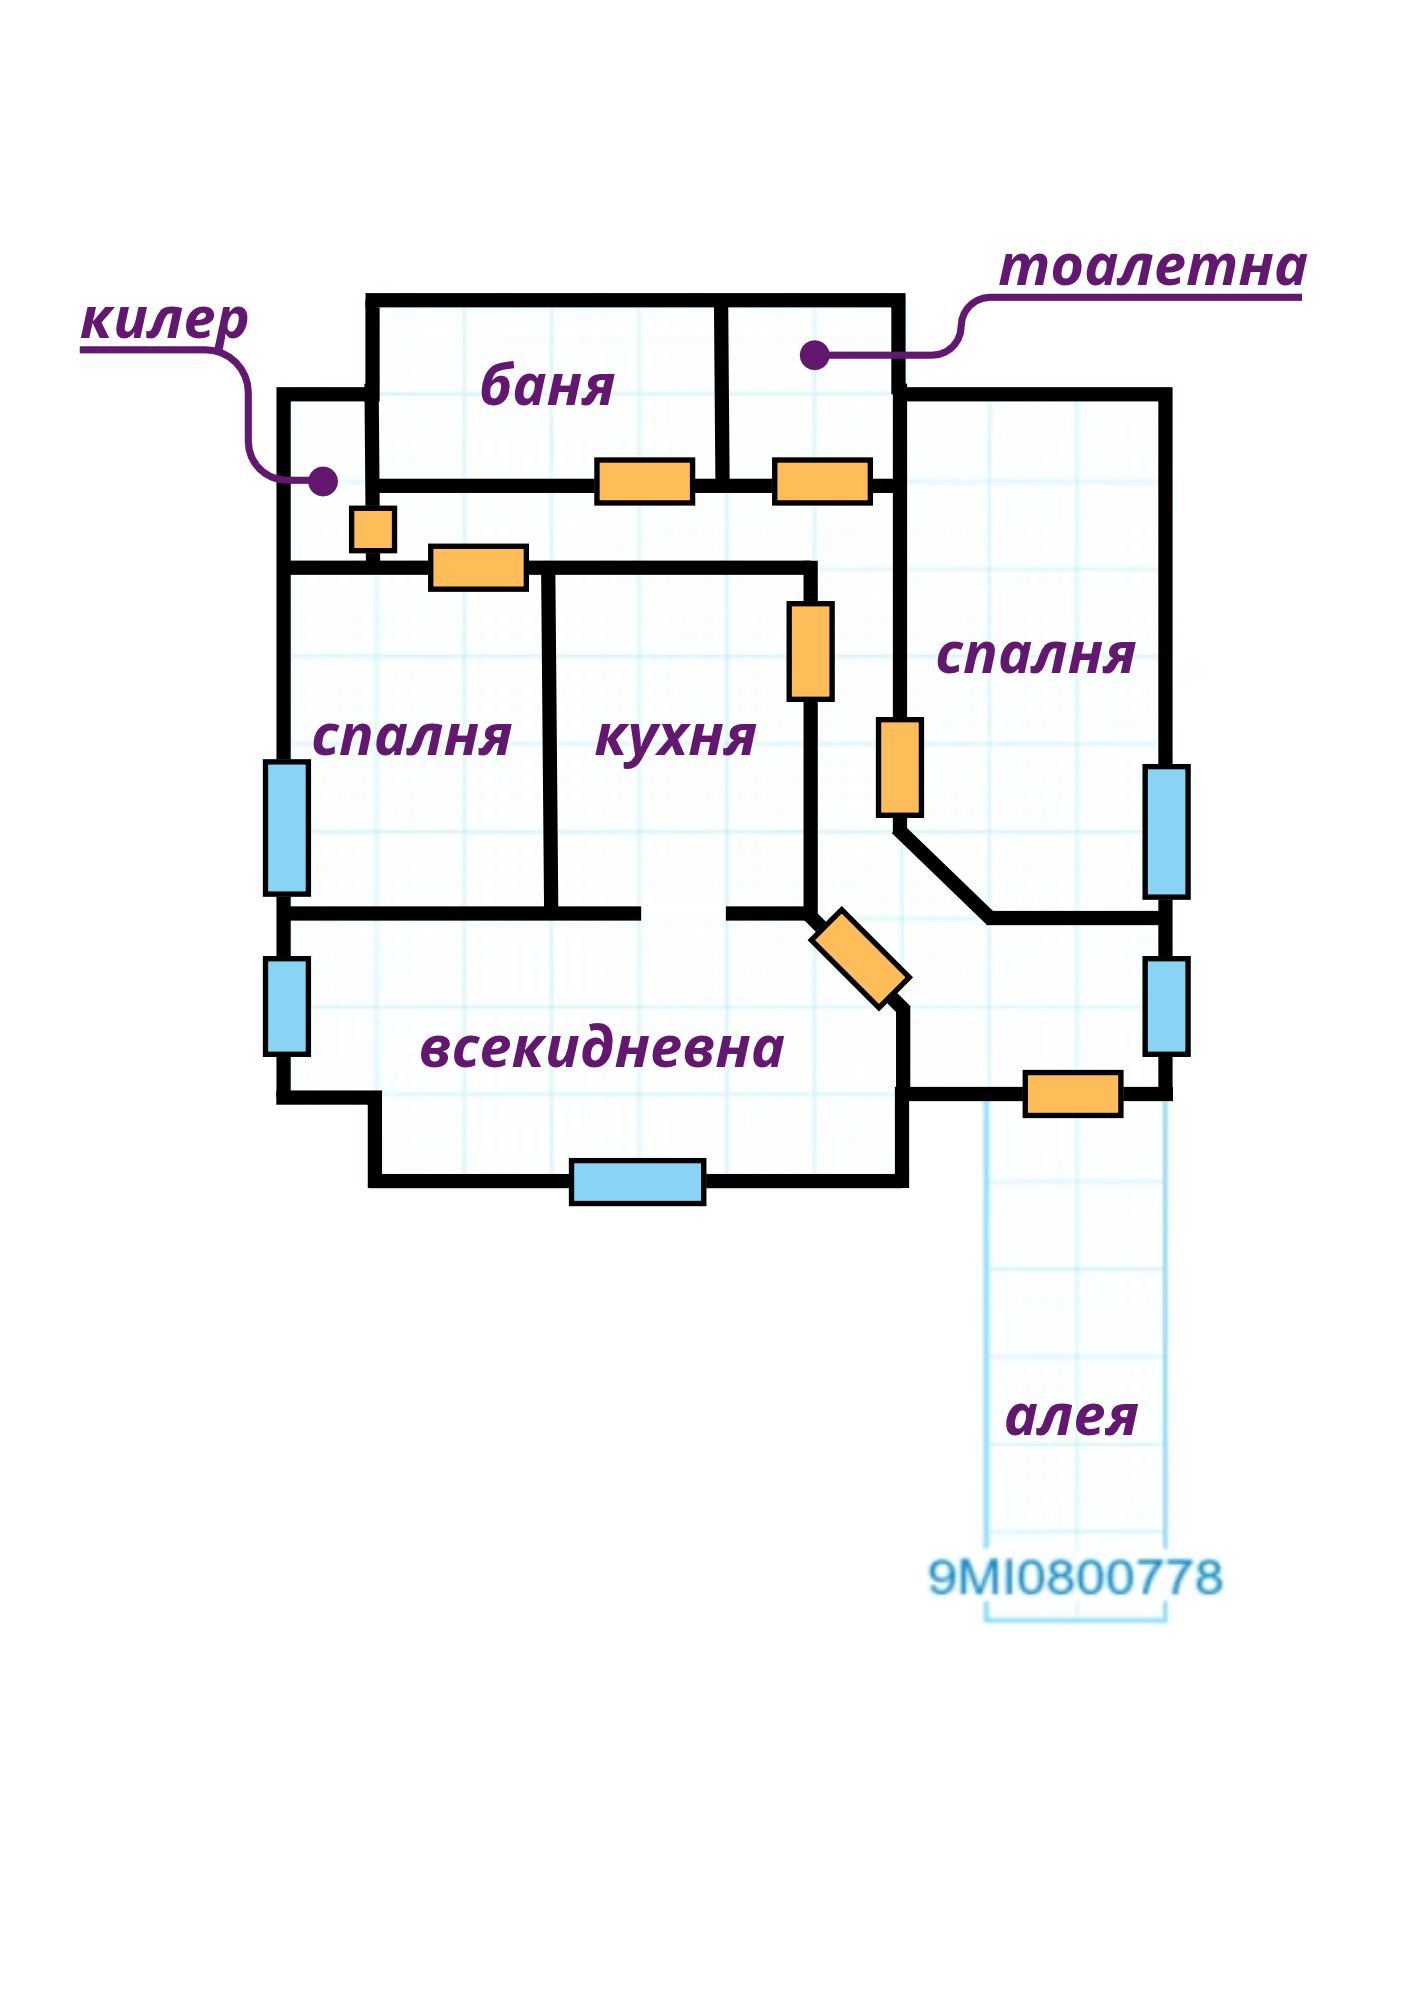 тоалетна
килер
баня
спалня
спалня
кухня
всекидневна
алея
9MI0800778